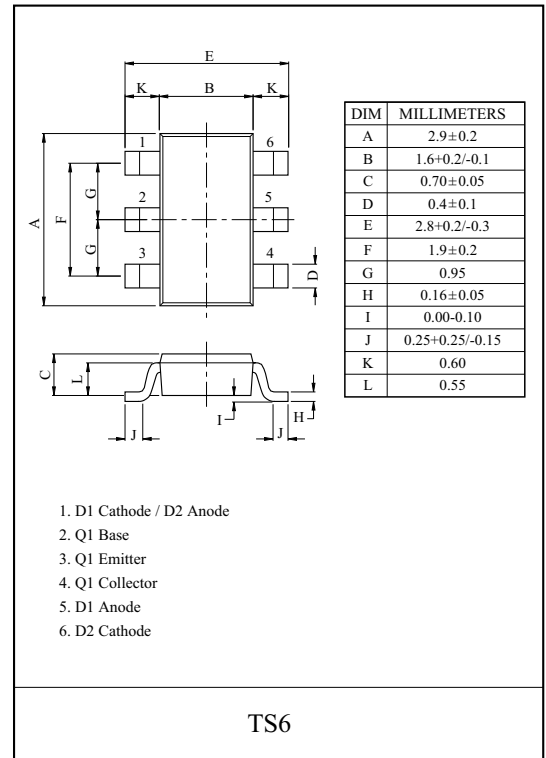 E
K B K
1 6
2 5
3 4
A
F
G
G
D
C
L
J
I
H
J
DIM MILLIMETERS
A 2.9±0.2
B 1.6+0.2/-0.1
C 0.70±0.05
D 0.4±0.1
E 2.8+0.2/-0.3
F 1.9±0.2
G 0.95
H 0.16±0.05
I 0.00-0.10
J 0.25+0.25/-0.15
K 0.60
L 0.55
1. D1 Cathode / D2 Anode
2. Q1 Base
3. Q1 Emitter
4. Q1 Collector
5. D1 Anode
6. D2 Cathode
TS6